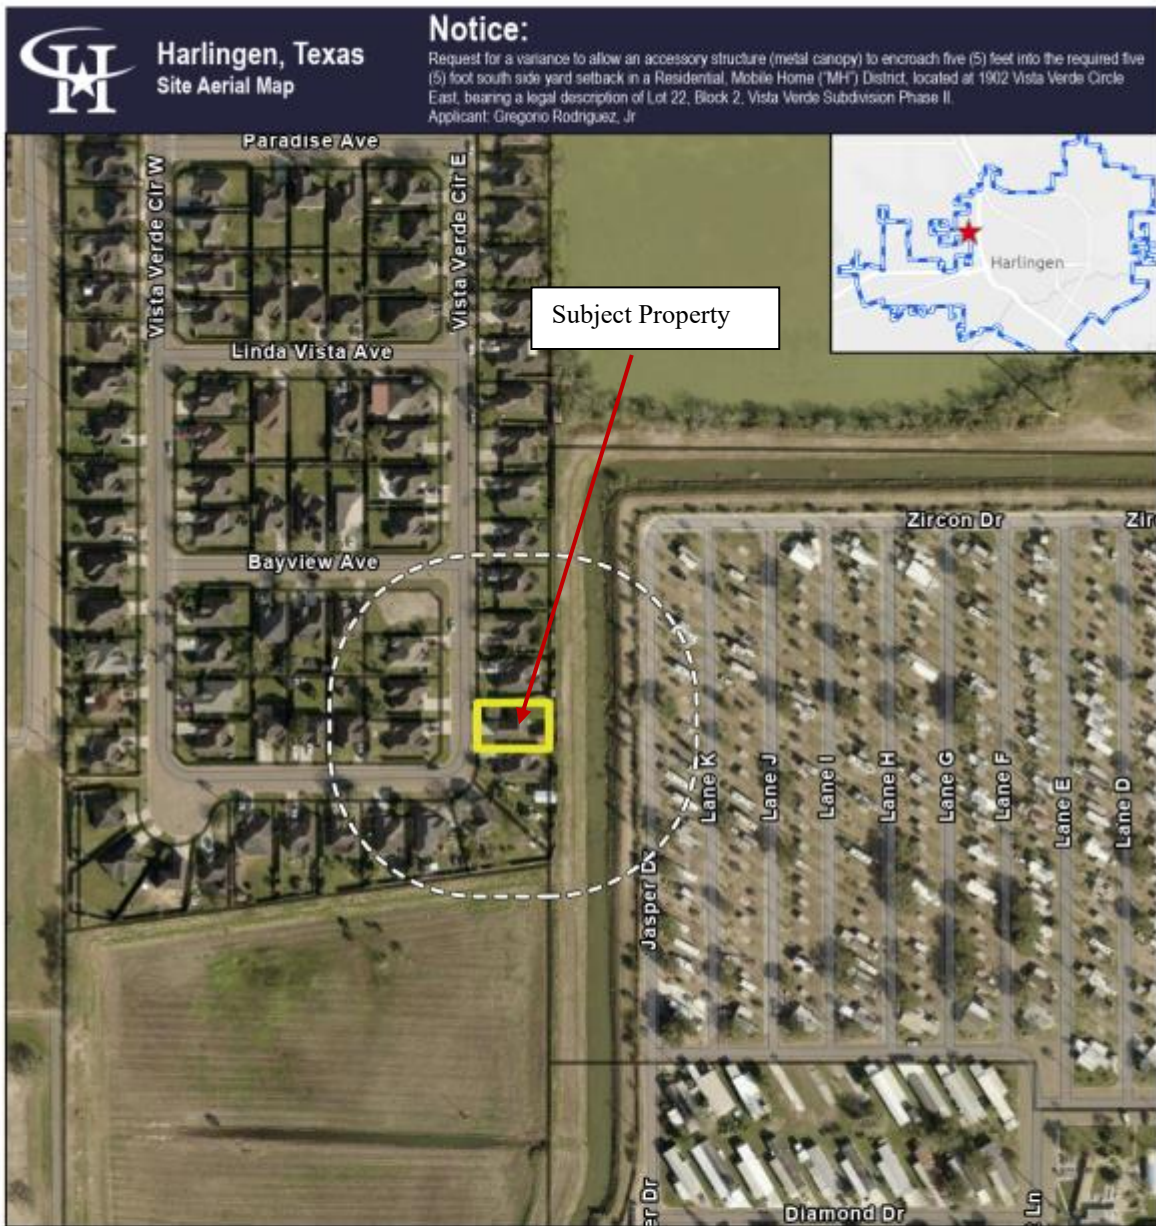 Harlingen, Texas
Site Aerial Map
Notice:
Request for a variance to allow an accessory structure (metal canopy) to encroach five (5) feet into the required five
(5) foot south side yard setback in a Residential, Mobile Home ("MH") District, located at 1902 Vista Verde Circle
East, bearing a legal description of Lot 22, Block 2, Vista Verde Subdivision Phase II.
Applicant: Gregorio Rodriguez, Jr
Paradise Ave
Vista Verde Cir W
Vista Verde Cir E
Harlingen
Subject Property
Linda Vista Ave
Zircon Dr
Zirc
Bayview Ave
Lane K
Lane J
Lane I
Lane H
Lane G
Lane F
Lane E
Lane D
Jasper Dr
er Dr
Diamond Dr
t Ln